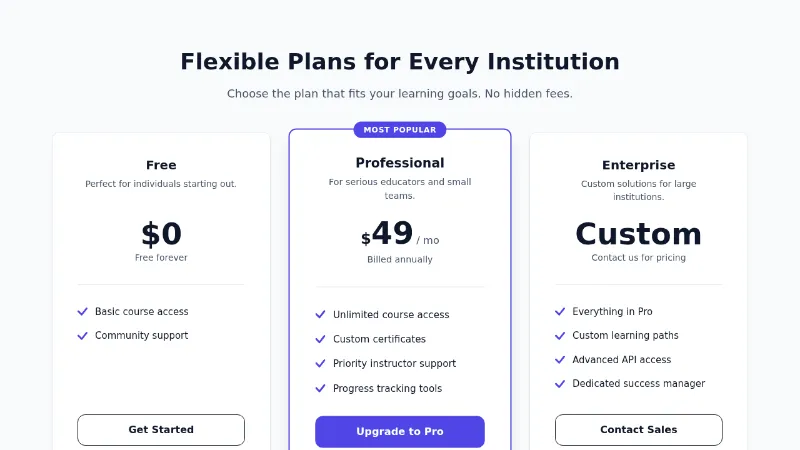 Flexible Plans for Every Institution
Choose the plan that fits your learning goals. No hidden fees.
Free
Perfect for individuals starting out.
$0
Free forever
Basic course access
Community support
Get Started
MOST POPULAR
Professional
For serious educators and small
teams.
$49 / mo
Billed annually
Unlimited course access
Custom certificates
Priority instructor support
Progress tracking tools
Upgrade to Pro
Enterprise
Custom solutions for large
institutions.
Custom
Contact us for pricing
Everything in Pro
Custom learning paths
Advanced API access
Dedicated success manager
Contact Sales